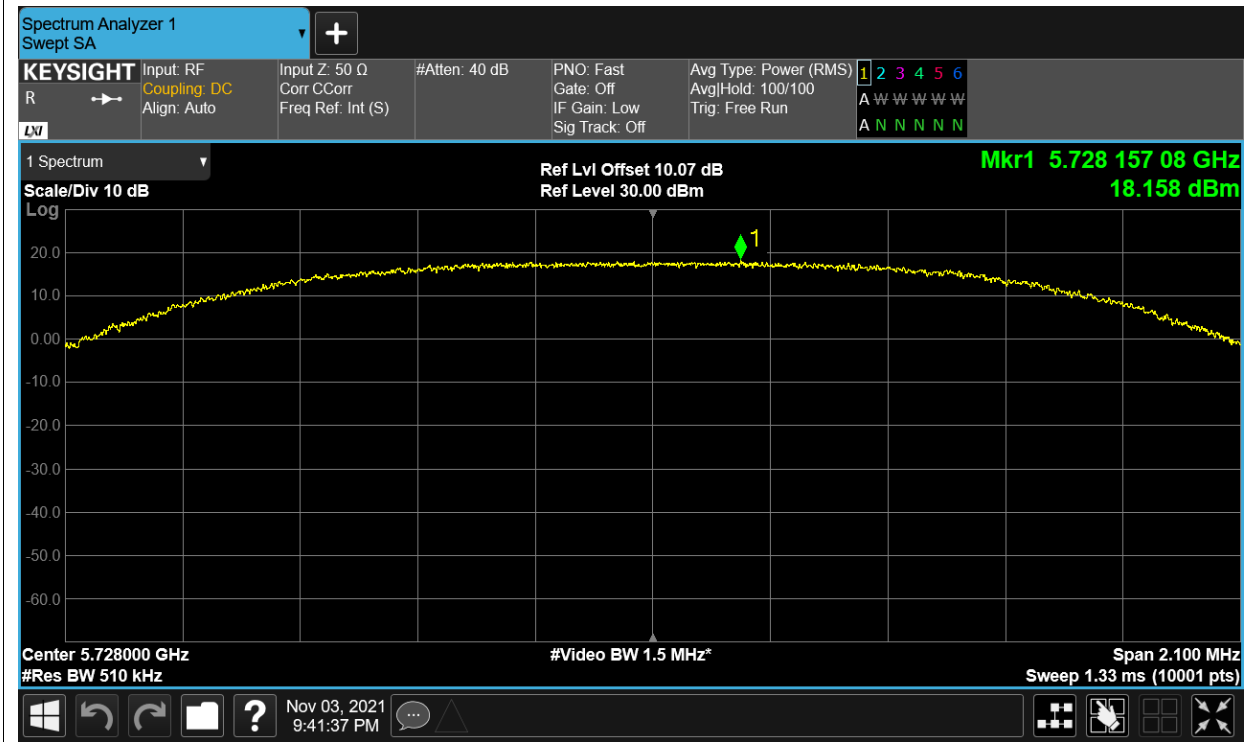 Spectrum Analyzer 1
Swept SA
+
KEYSIGHT
R
LXI
Input: RF
Coupling: DC
Align: Auto
Input Z: 50 Ω
Corr CCorr
Freq Ref: Int (S)
#Atten: 40 dB
PNO: Fast
Gate: Off
IF Gain: Low
Sig Track: Off
Avg Type: Power (RMS)
Avg|Hold: 100/100
Trig: Free Run
1 2 3 4 5 6
A W W W W W
A N N N N N
1 Spectrum
Scale/Div 10 dB
Log
Ref Lvl Offset 10.07 dB
Ref Level 30.00 dBm
Mkr1 5.728 157 08 GHz
18.158 dBm
1
20.0
10.0
0.00
-10.0
-20.0
-30.0
-40.0
-50.0
-60.0
Center 5.728000 GHz
#Res BW 510 kHz
#Video BW 1.5 MHz*
Span 2.100 MHz
Sweep 1.33 ms (10001 pts)
?
Nov 03, 2021
9:41:37 PM